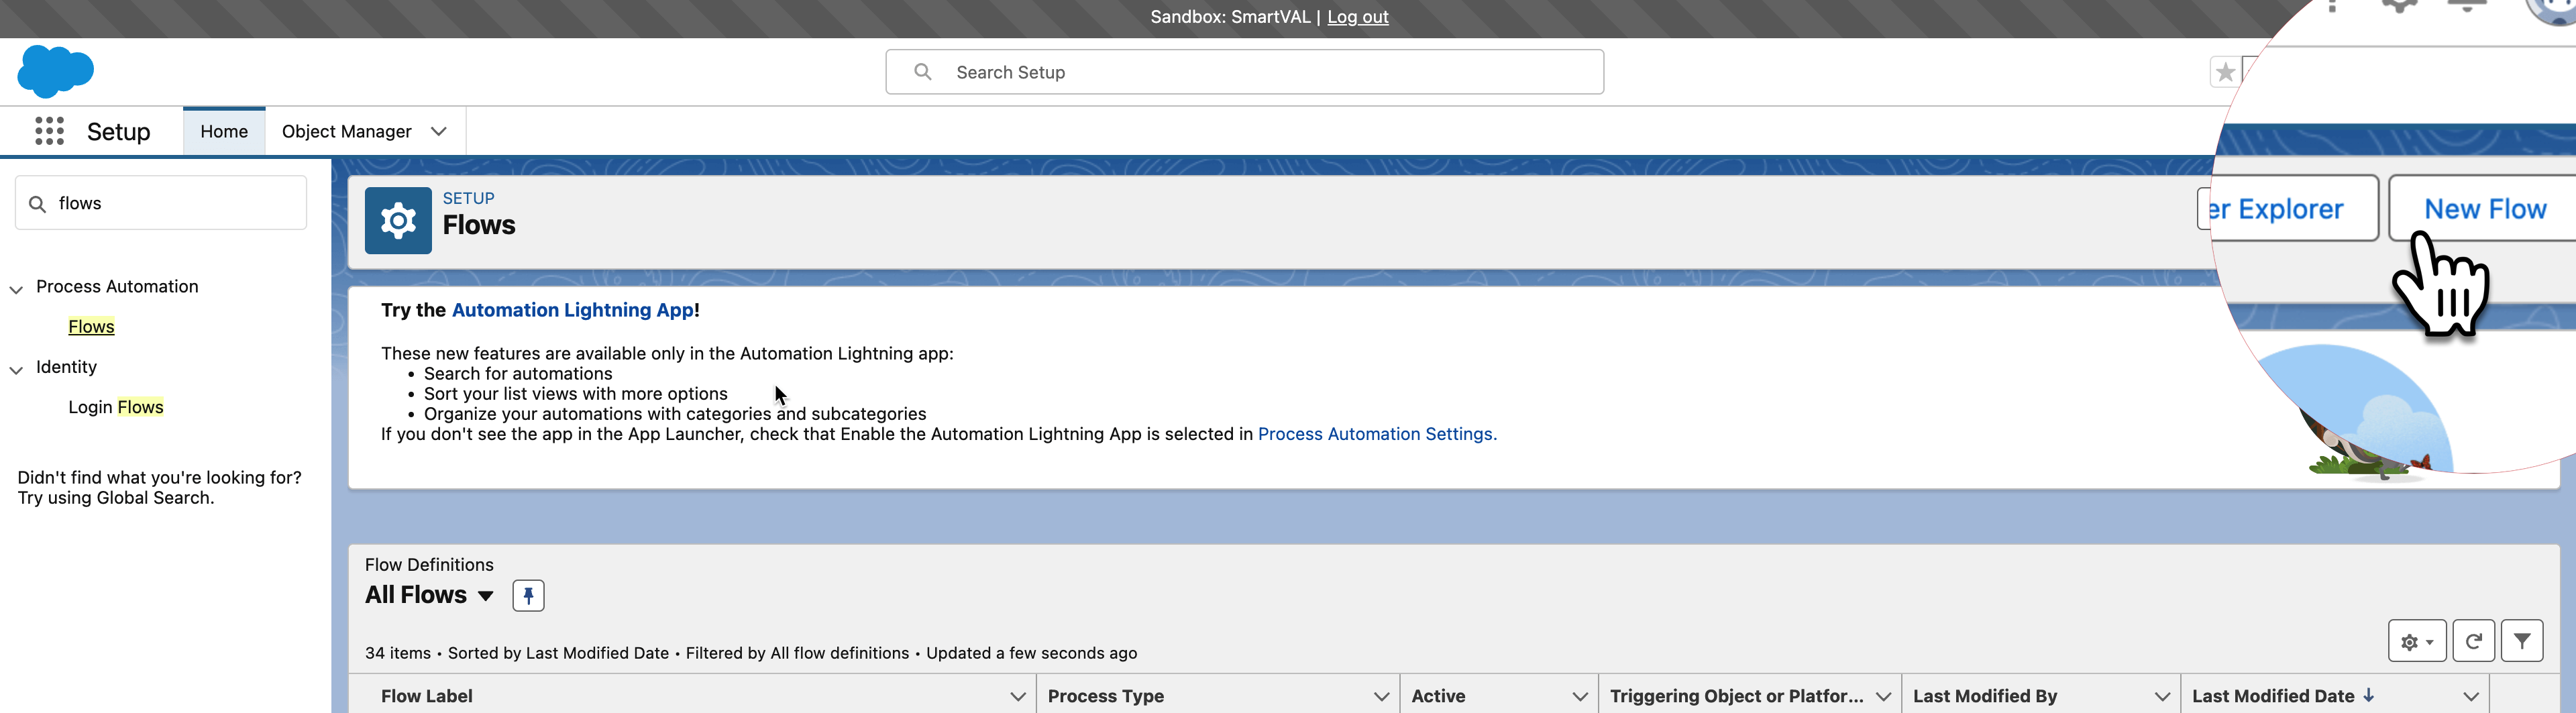 Sandbox: SmartVAL | Log out
Search Setup
Setup
Home
Object Manager
flows
SETUP
Flows
er Explorer
New Flow
Process Automation
Flows
Identity
Login Flows
Didn't find what you're looking for?
Try using Global Search.
Try the Automation Lightning App!
These new features are available only in the Automation Lightning app:
• Search for automations
• Sort your list views with more options
• Organize your automations with categories and subcategories
If you don't see the app in the App Launcher, check that Enable the Automation Lightning App is selected in Process Automation Settings.
Flow Definitions
All Flows
34 items • Sorted by Last Modified Date • Filtered by All flow definitions • Updated a few seconds ago
Flow Label
Process Type
Active
Triggering Object or Platfor...
Last Modified By
Last Modified Date